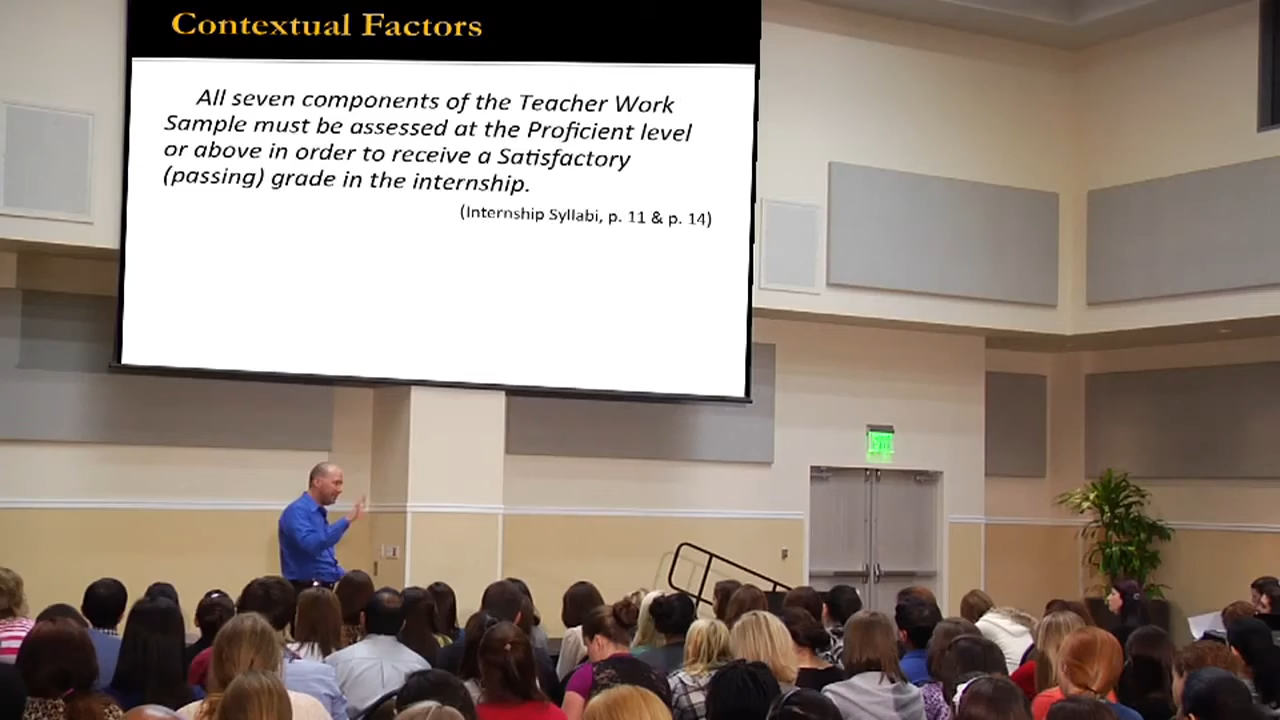 Contextual Factors
All seven components of the Teacher Work
Sample must be assessed at the Proficient level
or above in order to receive a Satisfactory
(passing) grade in the internship.
(Internship Syllabi, p. 11 & p. 14)
EXIT